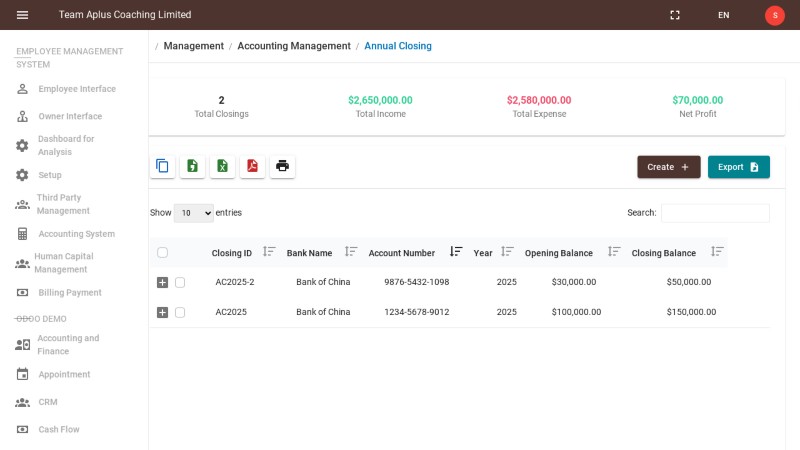 Team Aplus Coaching Limited
EN
S
EMPLOYEE MANAGEMENT
SYSTEM
Employee Interface
Owner Interface
Dashboard for
Analysis
Setup
Third Party
Management
Accounting System
Human Capital
Management
Billing Payment
ODOO DEMO
Accounting and
Finance
Appointment
CRM
Cash Flow
/ Management / Accounting Management / Annual Closing
2
Total Closings
$2,650,000.00
Total Income
$2,580,000.00
Total Expense
$70,000.00
Net Profit
Create +
Export
Show 10 entries
Search:
Closing ID Bank Name Account Number Year Opening Balance Closing Balance
AC2025-2 Bank of China 9876-5432-1098 2025 $30,000.00 $50,000.00
AC2025 Bank of China 1234-5678-9012 2025 $100,000.00 $150,000.00